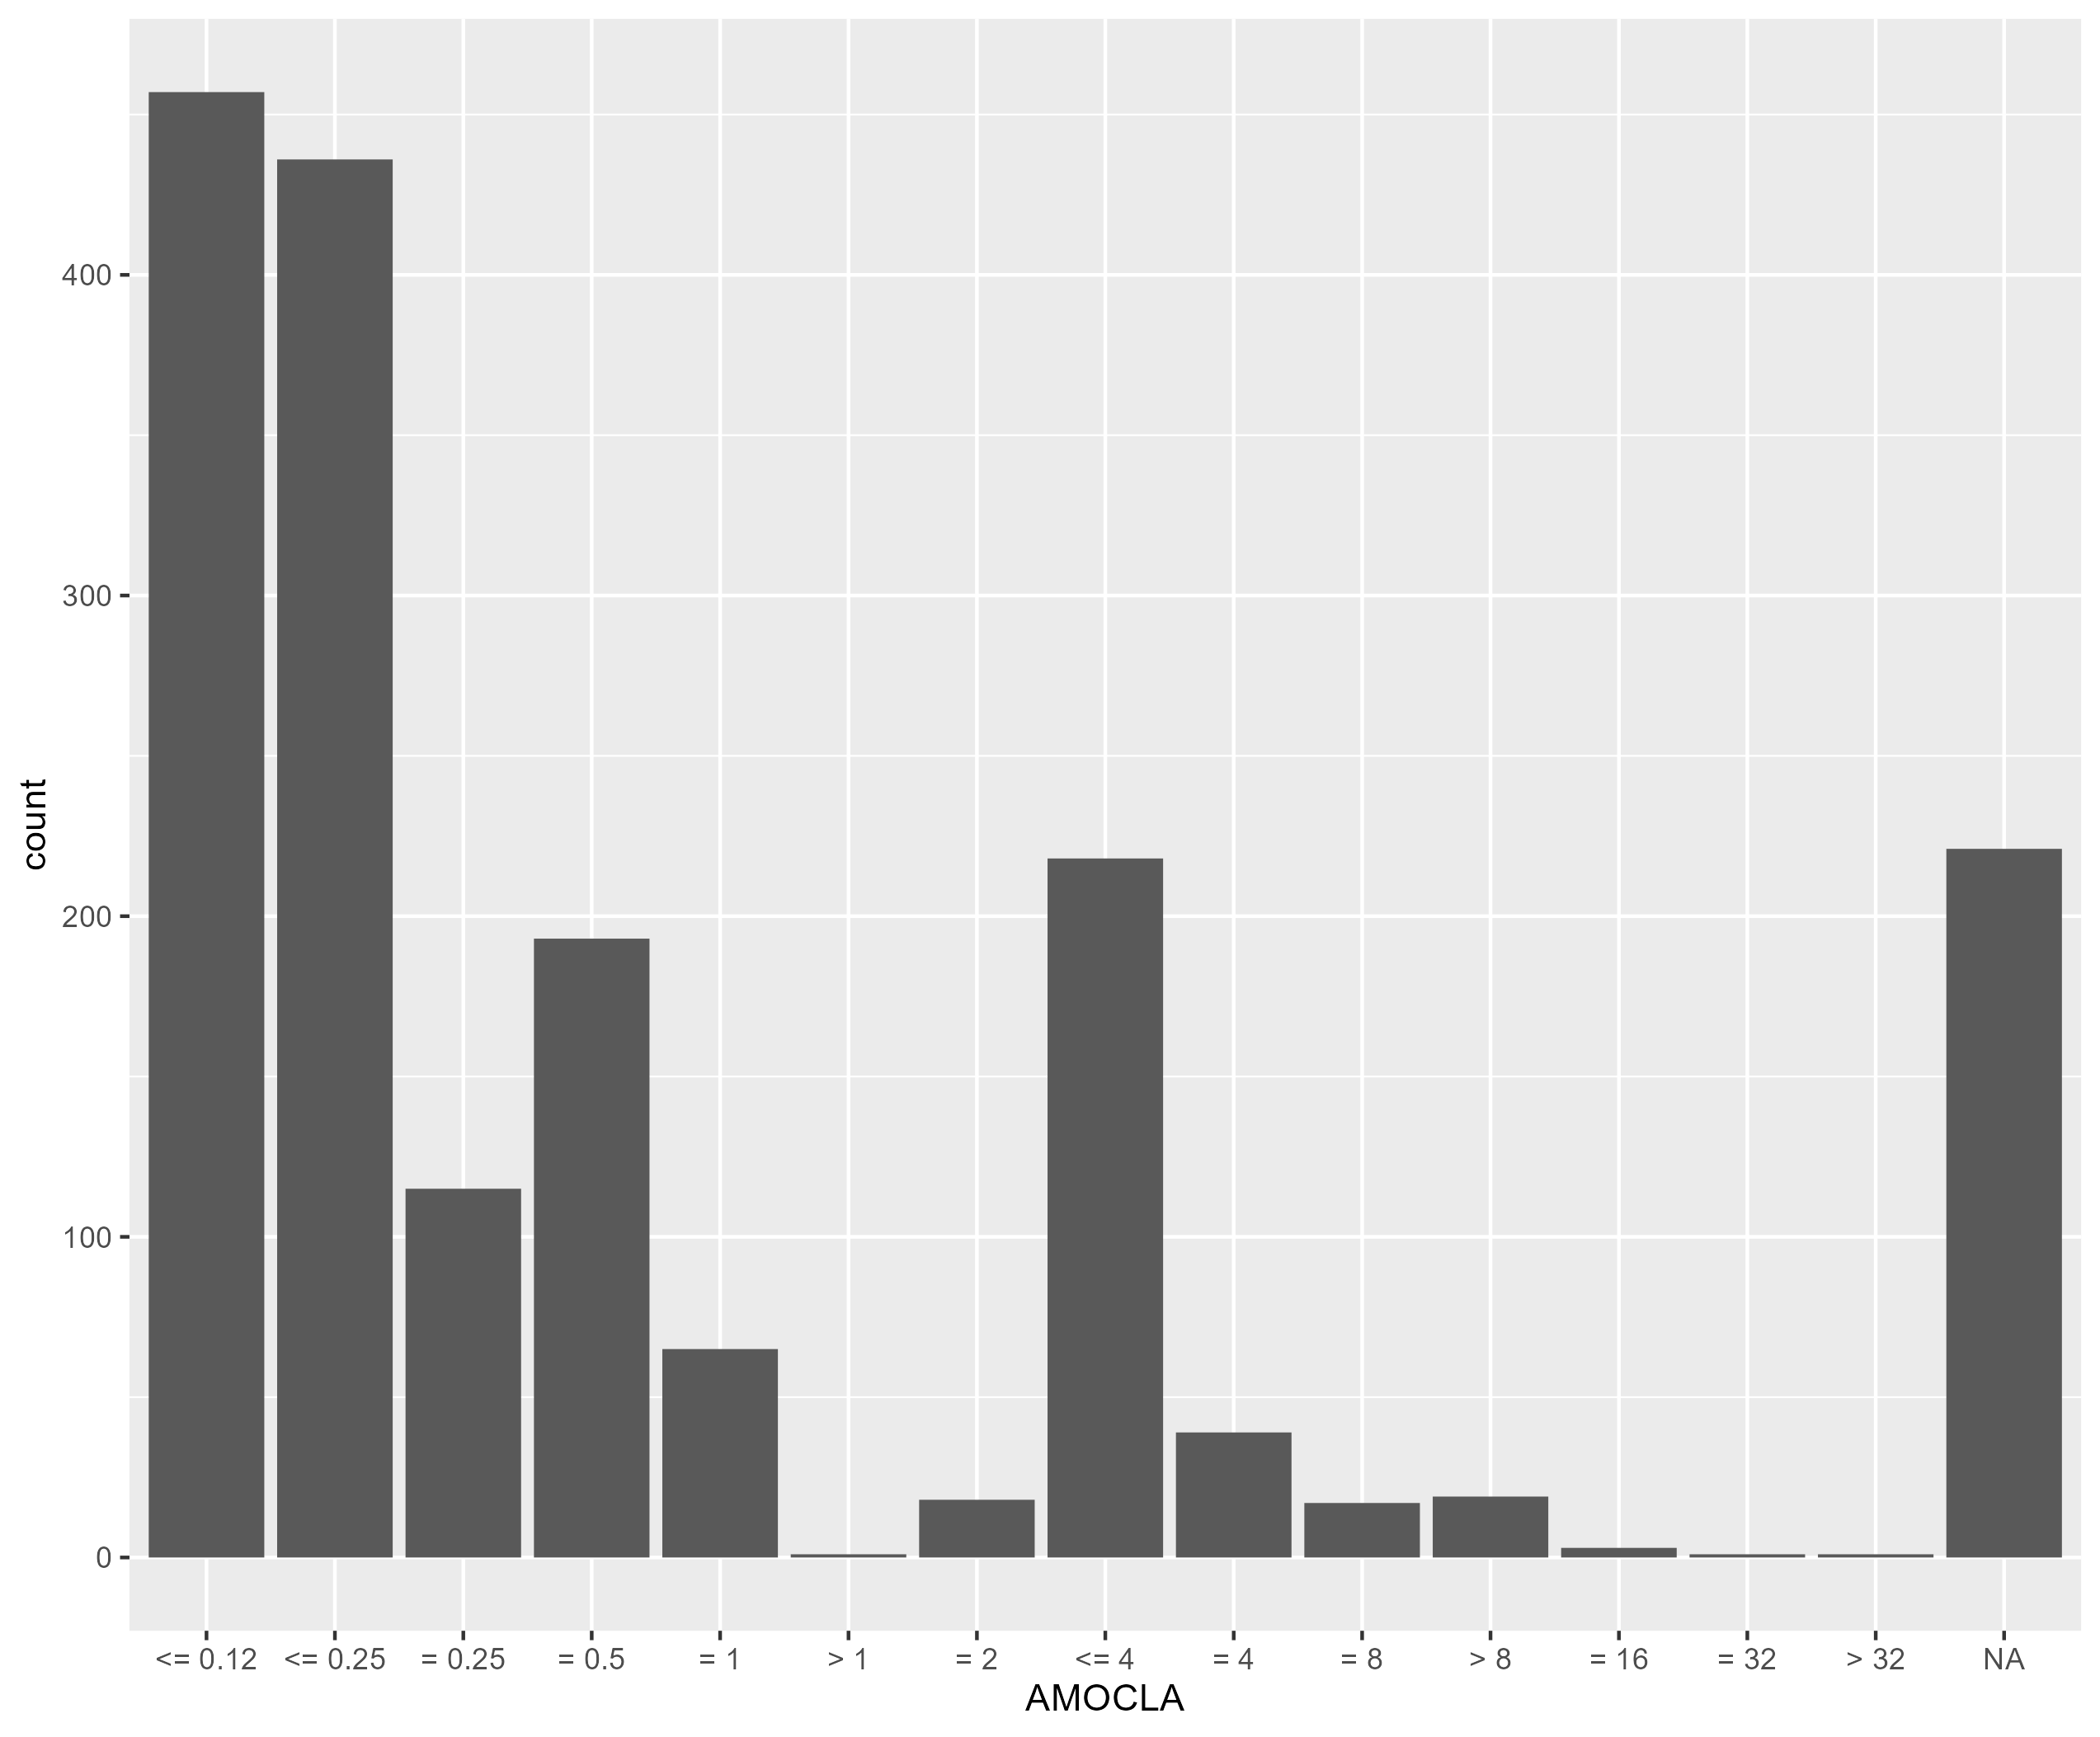 count
400
300
200
100
0
<= 0.12 <= 0.25 = 0.25 = 0.5 = 1 > 1 = 2 <= 4 = 4 = 8 > 8 = 16 = 32 > 32 NA
AMOCLA